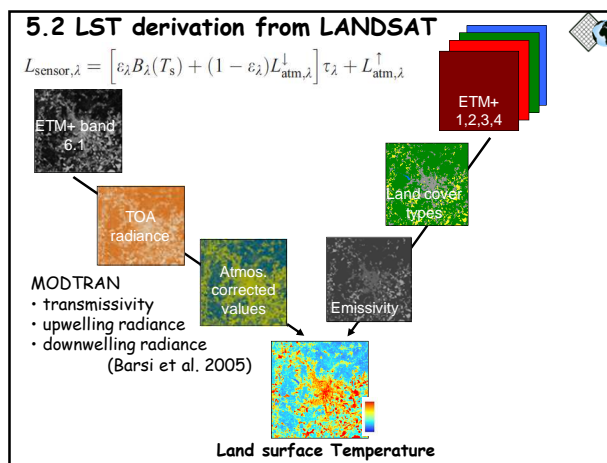 5.2 LST derivation from LANDSAT
L_sensor,λ = [ε_λ B_λ(T_s) + (1 − ε_λ)L↓_atm,λ] τ_λ + L↑_atm,λ
ETM+ band
6.1
ETM+
1,2,3,4
Land cover
types
TOA
radiance
Atmos.
corrected
values
Emissivity
MODTRAN
• transmissivity
• upwelling radiance
• downwelling radiance
(Barsi et al. 2005)
Land surface Temperature